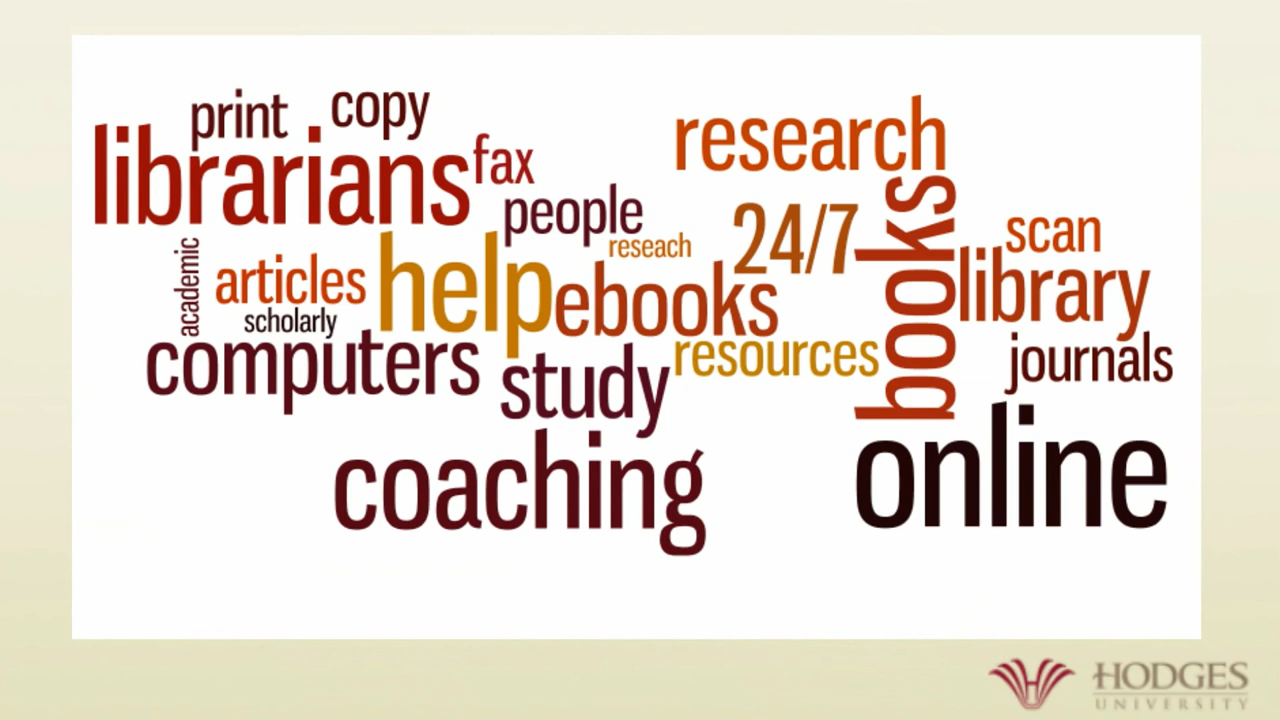 print
copy
librarians
fax
research
people
reseach
24/7
books
scan
academic
articles
scholarly
help
ebooks
library
computers
study
resources
journals
coaching
online
HODGES
UNIVERSITY